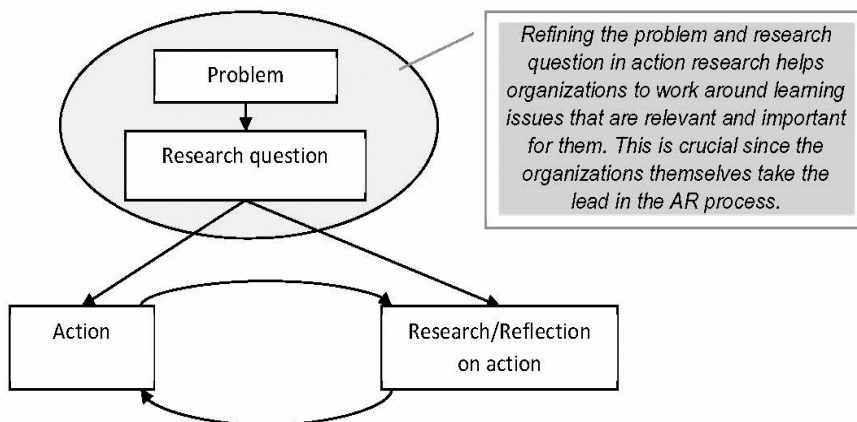 Problem
Research question
Refining the problem and research
question in action research helps
organizations to work around learning
issues that are relevant and important
for them. This is crucial since the
organizations themselves take the
lead in the AR process.
Action
Research/Reflection
on action